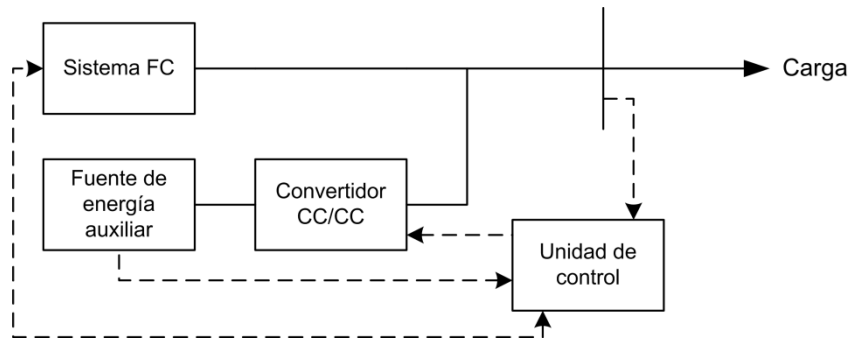 Sistema FC
Carga
Fuente de
energía
auxiliar
Convertidor
CC/CC
Unidad de
control